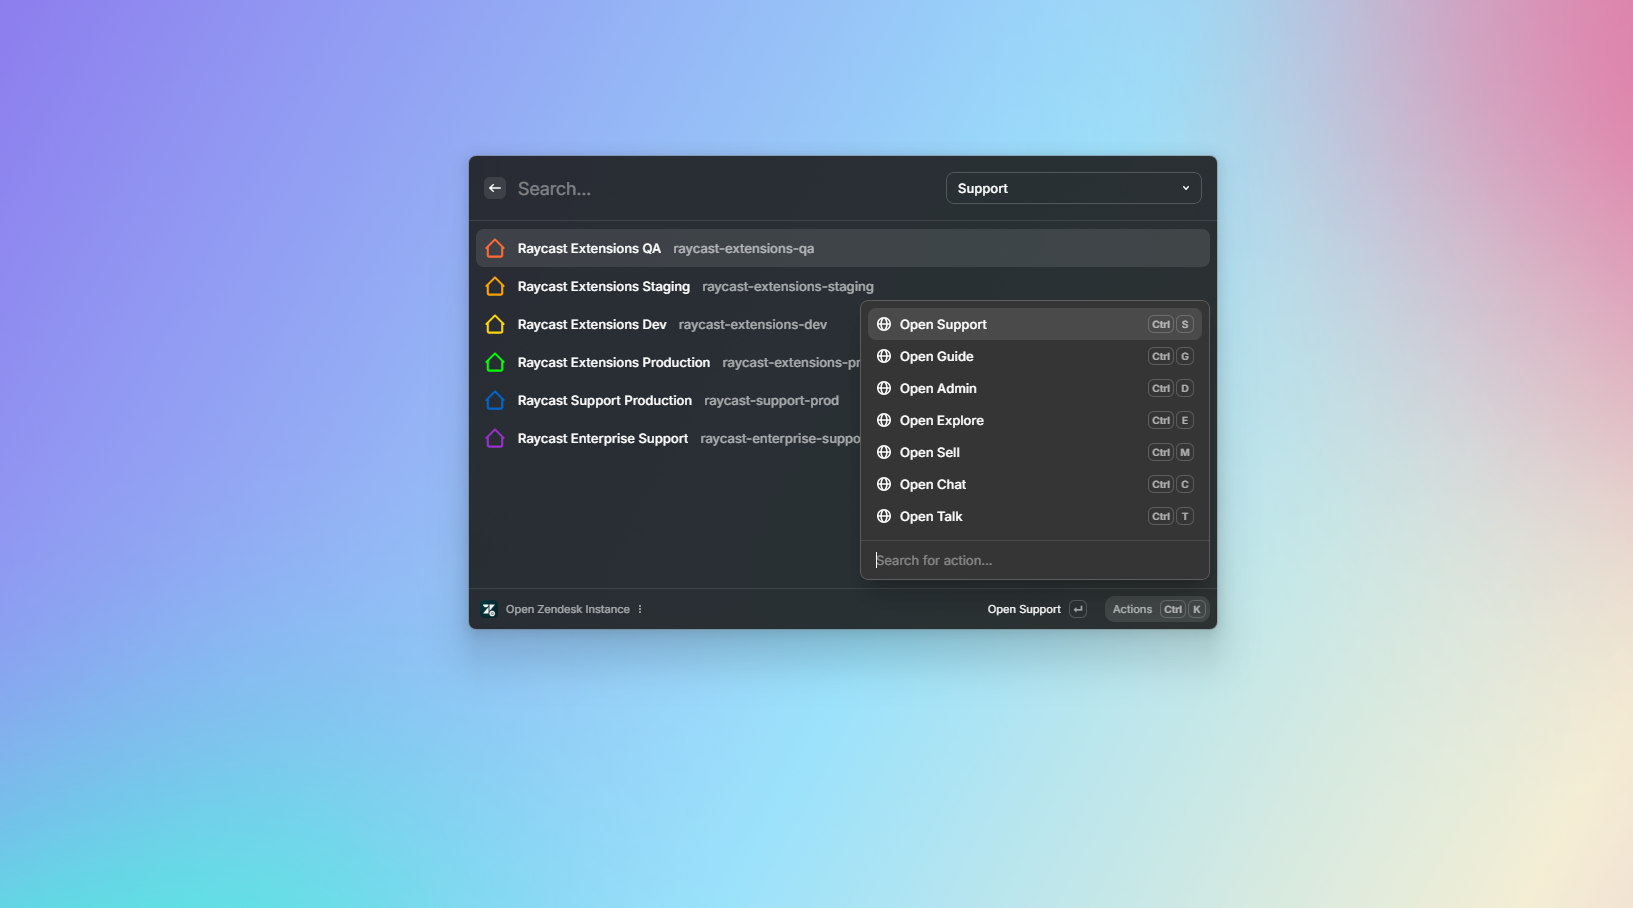 Search...
Support
Raycast Extensions QA raycast-extensions-qa
Raycast Extensions Staging raycast-extensions-staging
Raycast Extensions Dev raycast-extensions-dev
Raycast Extensions Production raycast-extensions-pr
Raycast Support Production raycast-support-prod
Raycast Enterprise Support raycast-enterprise-suppo
Open Support Ctrl S
Open Guide Ctrl G
Open Admin Ctrl D
Open Explore Ctrl E
Open Sell Ctrl M
Open Chat Ctrl C
Open Talk Ctrl T
Search for action...
Open Zendesk Instance
Open Support
Actions Ctrl K